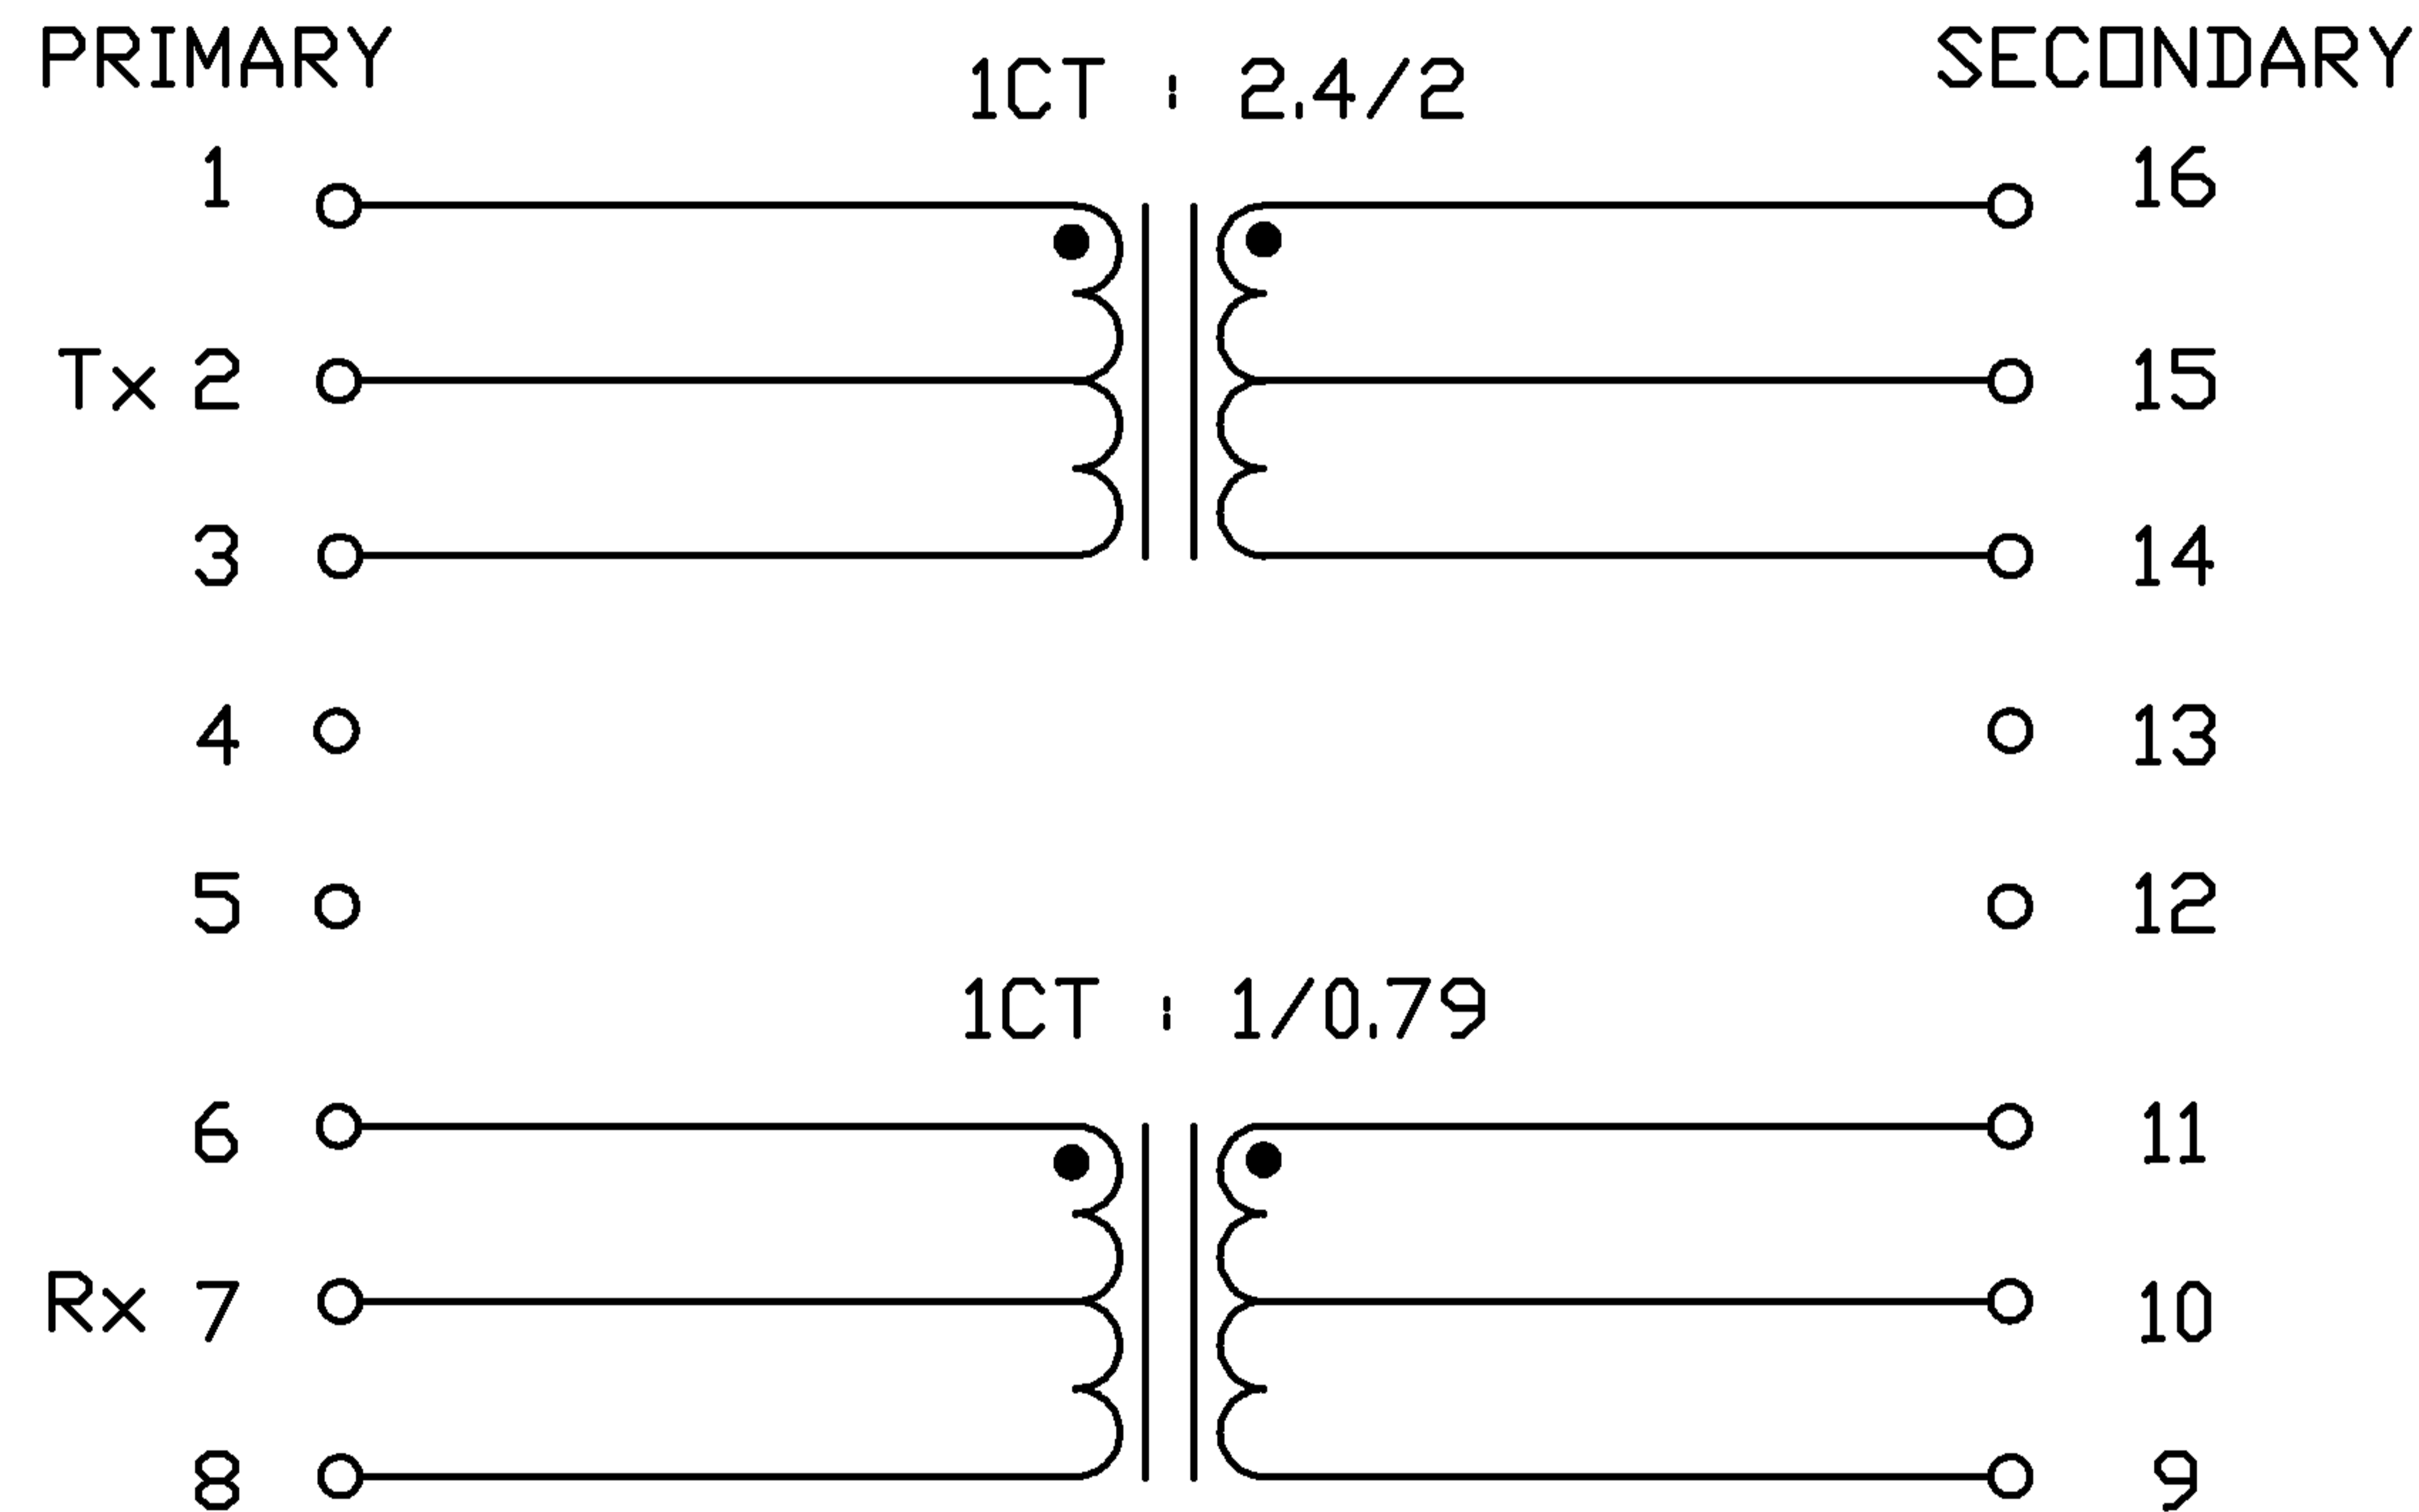 PRIMARY 1CT : 2.4/2 SECONDARY
1 16
Tx 2 15
3 14
4 13
5 12
1CT : 1/0.79
6 11
Rx 7 10
8 9